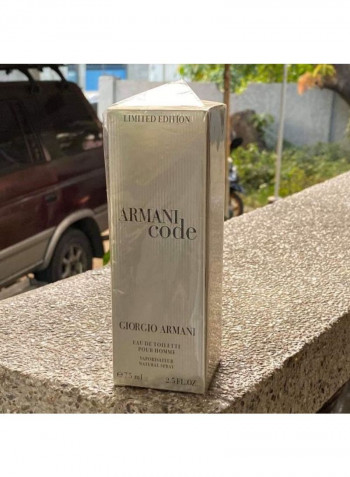 LIMITED EDITION
ARMANI
code
GIORGIO ARMANI
EAU DE TOILETTE
POUR HOMME
VAPORISATEUR
NATURAL SPRAY
℮ 75 ml 2.5 FL.OZ